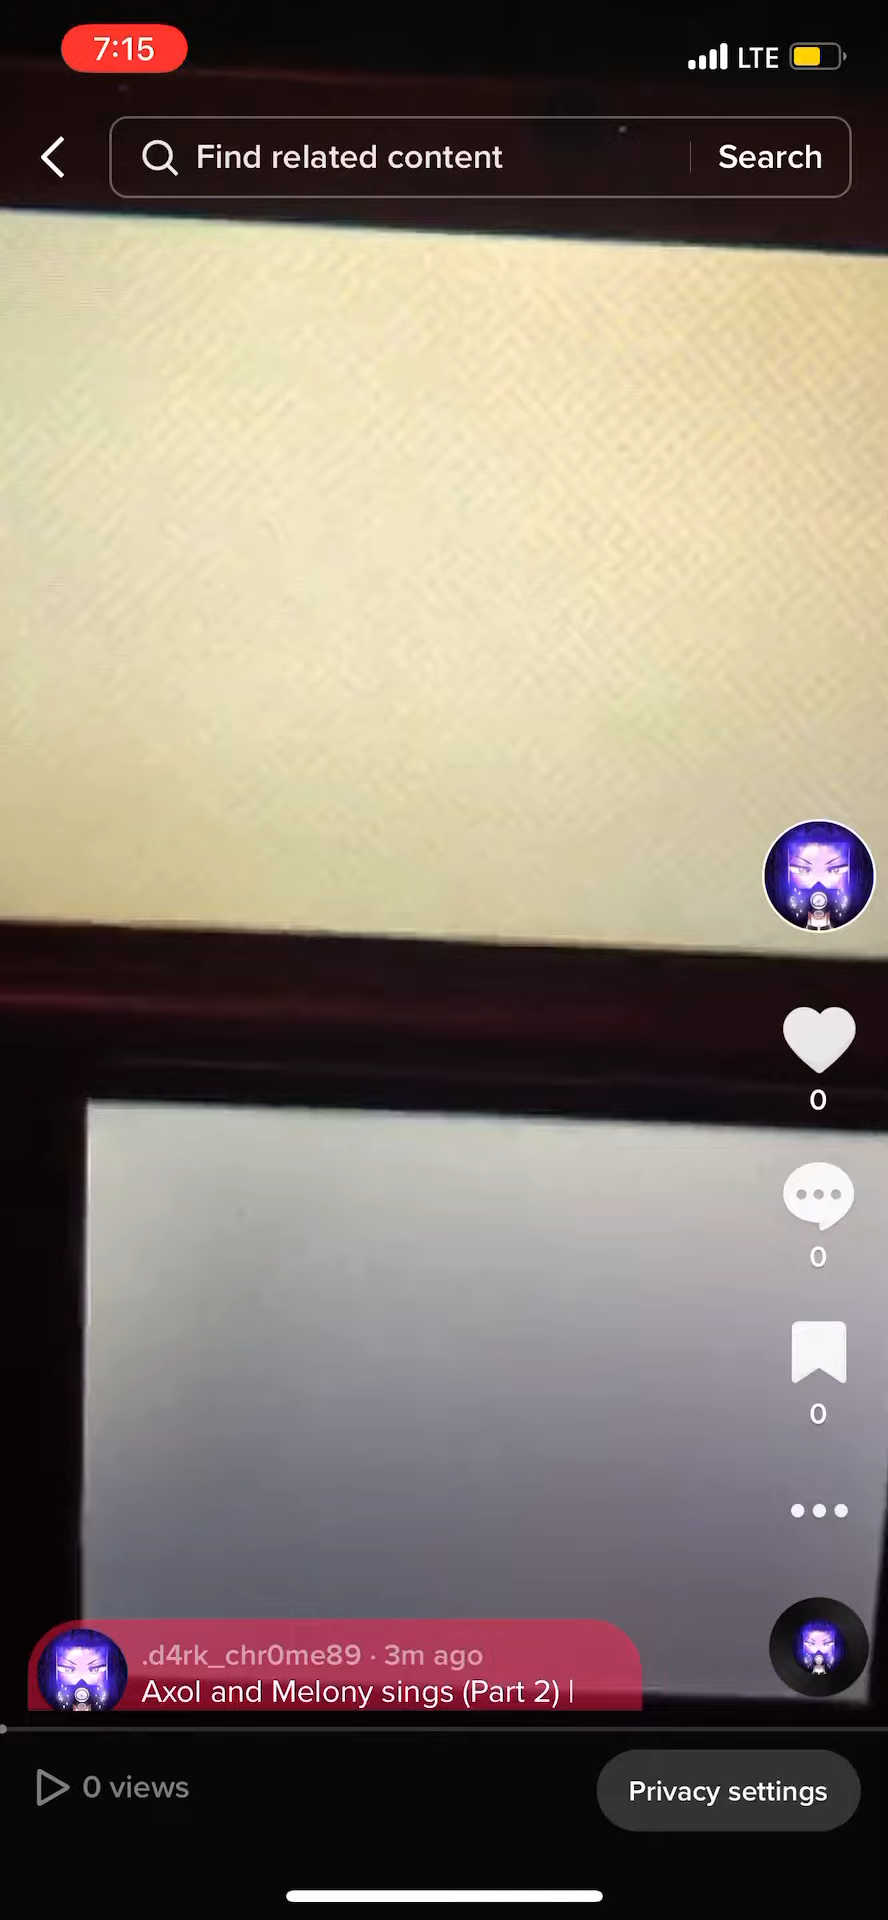 7:15
LTE
Find related content
Search
0
0
0
.d4rk_chr0me89 · 3m ago
Axol and Melony sings (Part 2) |
0 views
Privacy settings